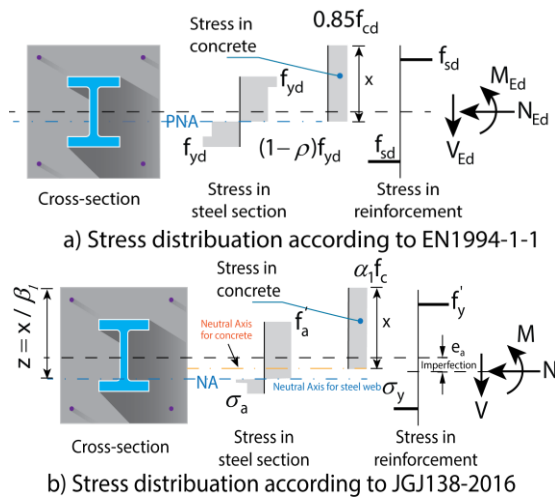 0.85f_cd
Stress in
concrete
x
f_sd
f_yd
M_Ed
N_Ed
PNA
V_Ed
f_yd
(1-ρ)f_yd
f_sd
Cross-section
Stress in
steel section
Stress in
reinforcement
a) Stress distribuation according to EN1994-1-1
z = x / β_1
Stress in
concrete
α_1f_c
x
f_y'
Neutral Axis
for concrete
f_a'
M
e_a
Imperfection
N
NA
Neutral Axis for steel web
σ_a
σ_y
V
Cross-section
Stress in
steel section
Stress in
reinforcement
b) Stress distribuation according to JGJ138-2016